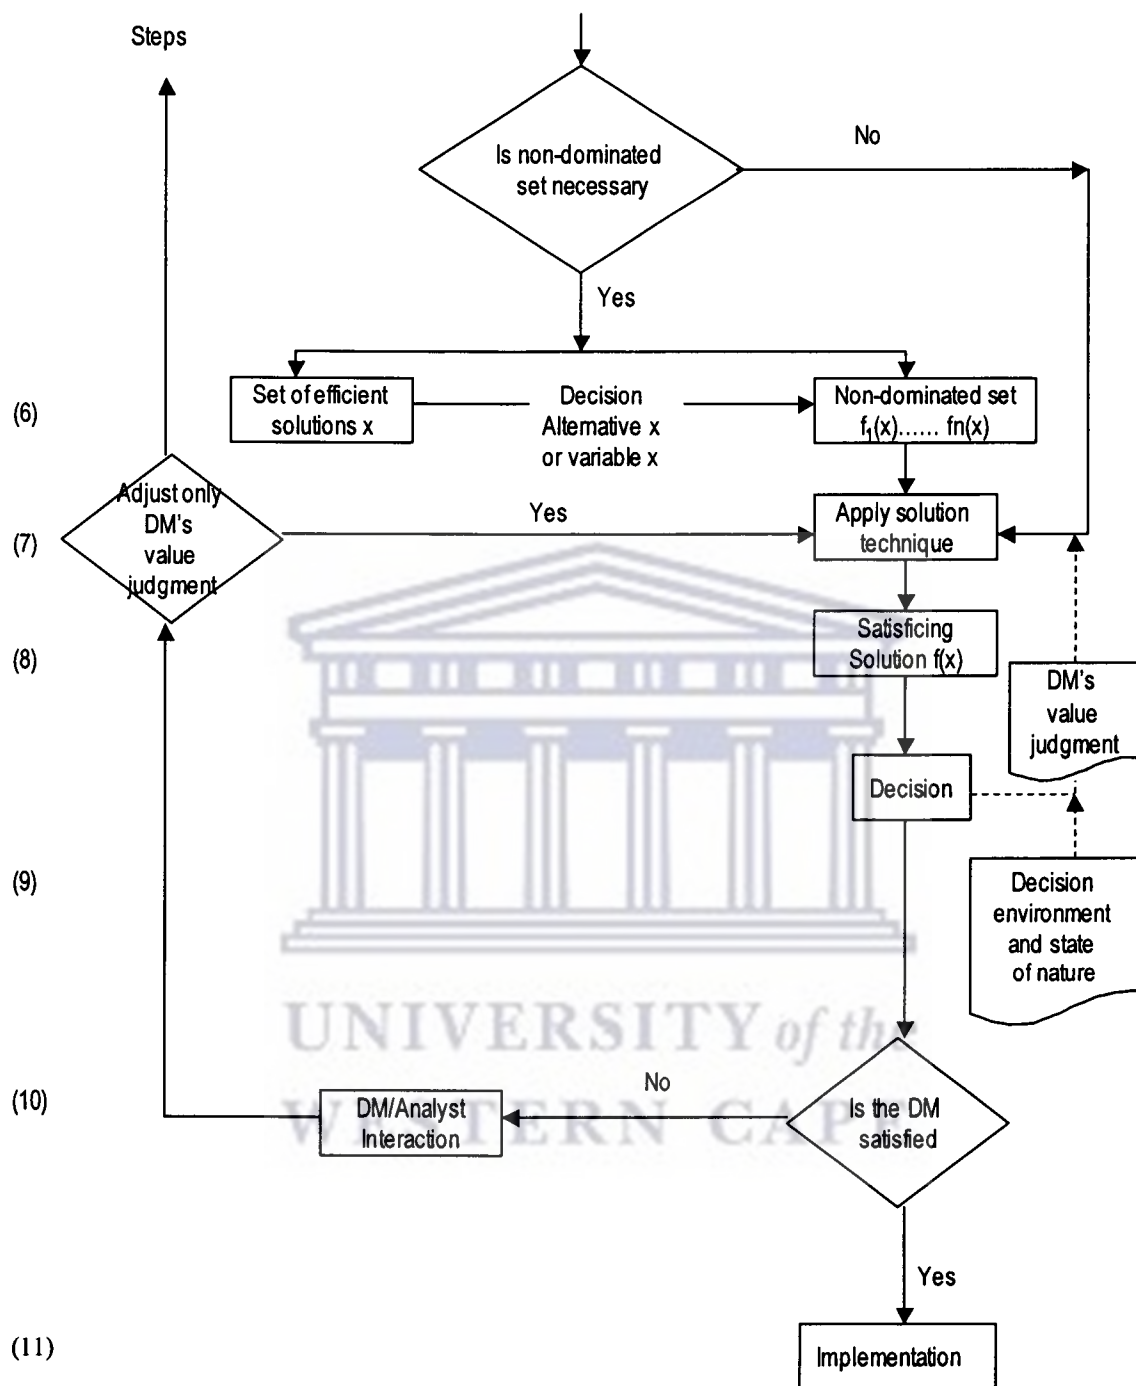 Steps
Is non-dominated
set necessary
No
Yes
(6)
Set of efficient
solutions x
Decision
Alternative x
or variable x
Non-dominated set
f₁(x)...... fn(x)
(7)
Adjust only
DM's
value
judgment
Yes
Apply solution
technique
(8)
Satisficing
Solution f(x)
DM's
value
judgment
Decision
(9)
Decision
environment
and state
of nature
UNIVERSITY of the
WESTERN CAPE
(10)
DM/Analyst
Interaction
No
Is the DM
satisfied
Yes
(11)
Implementation